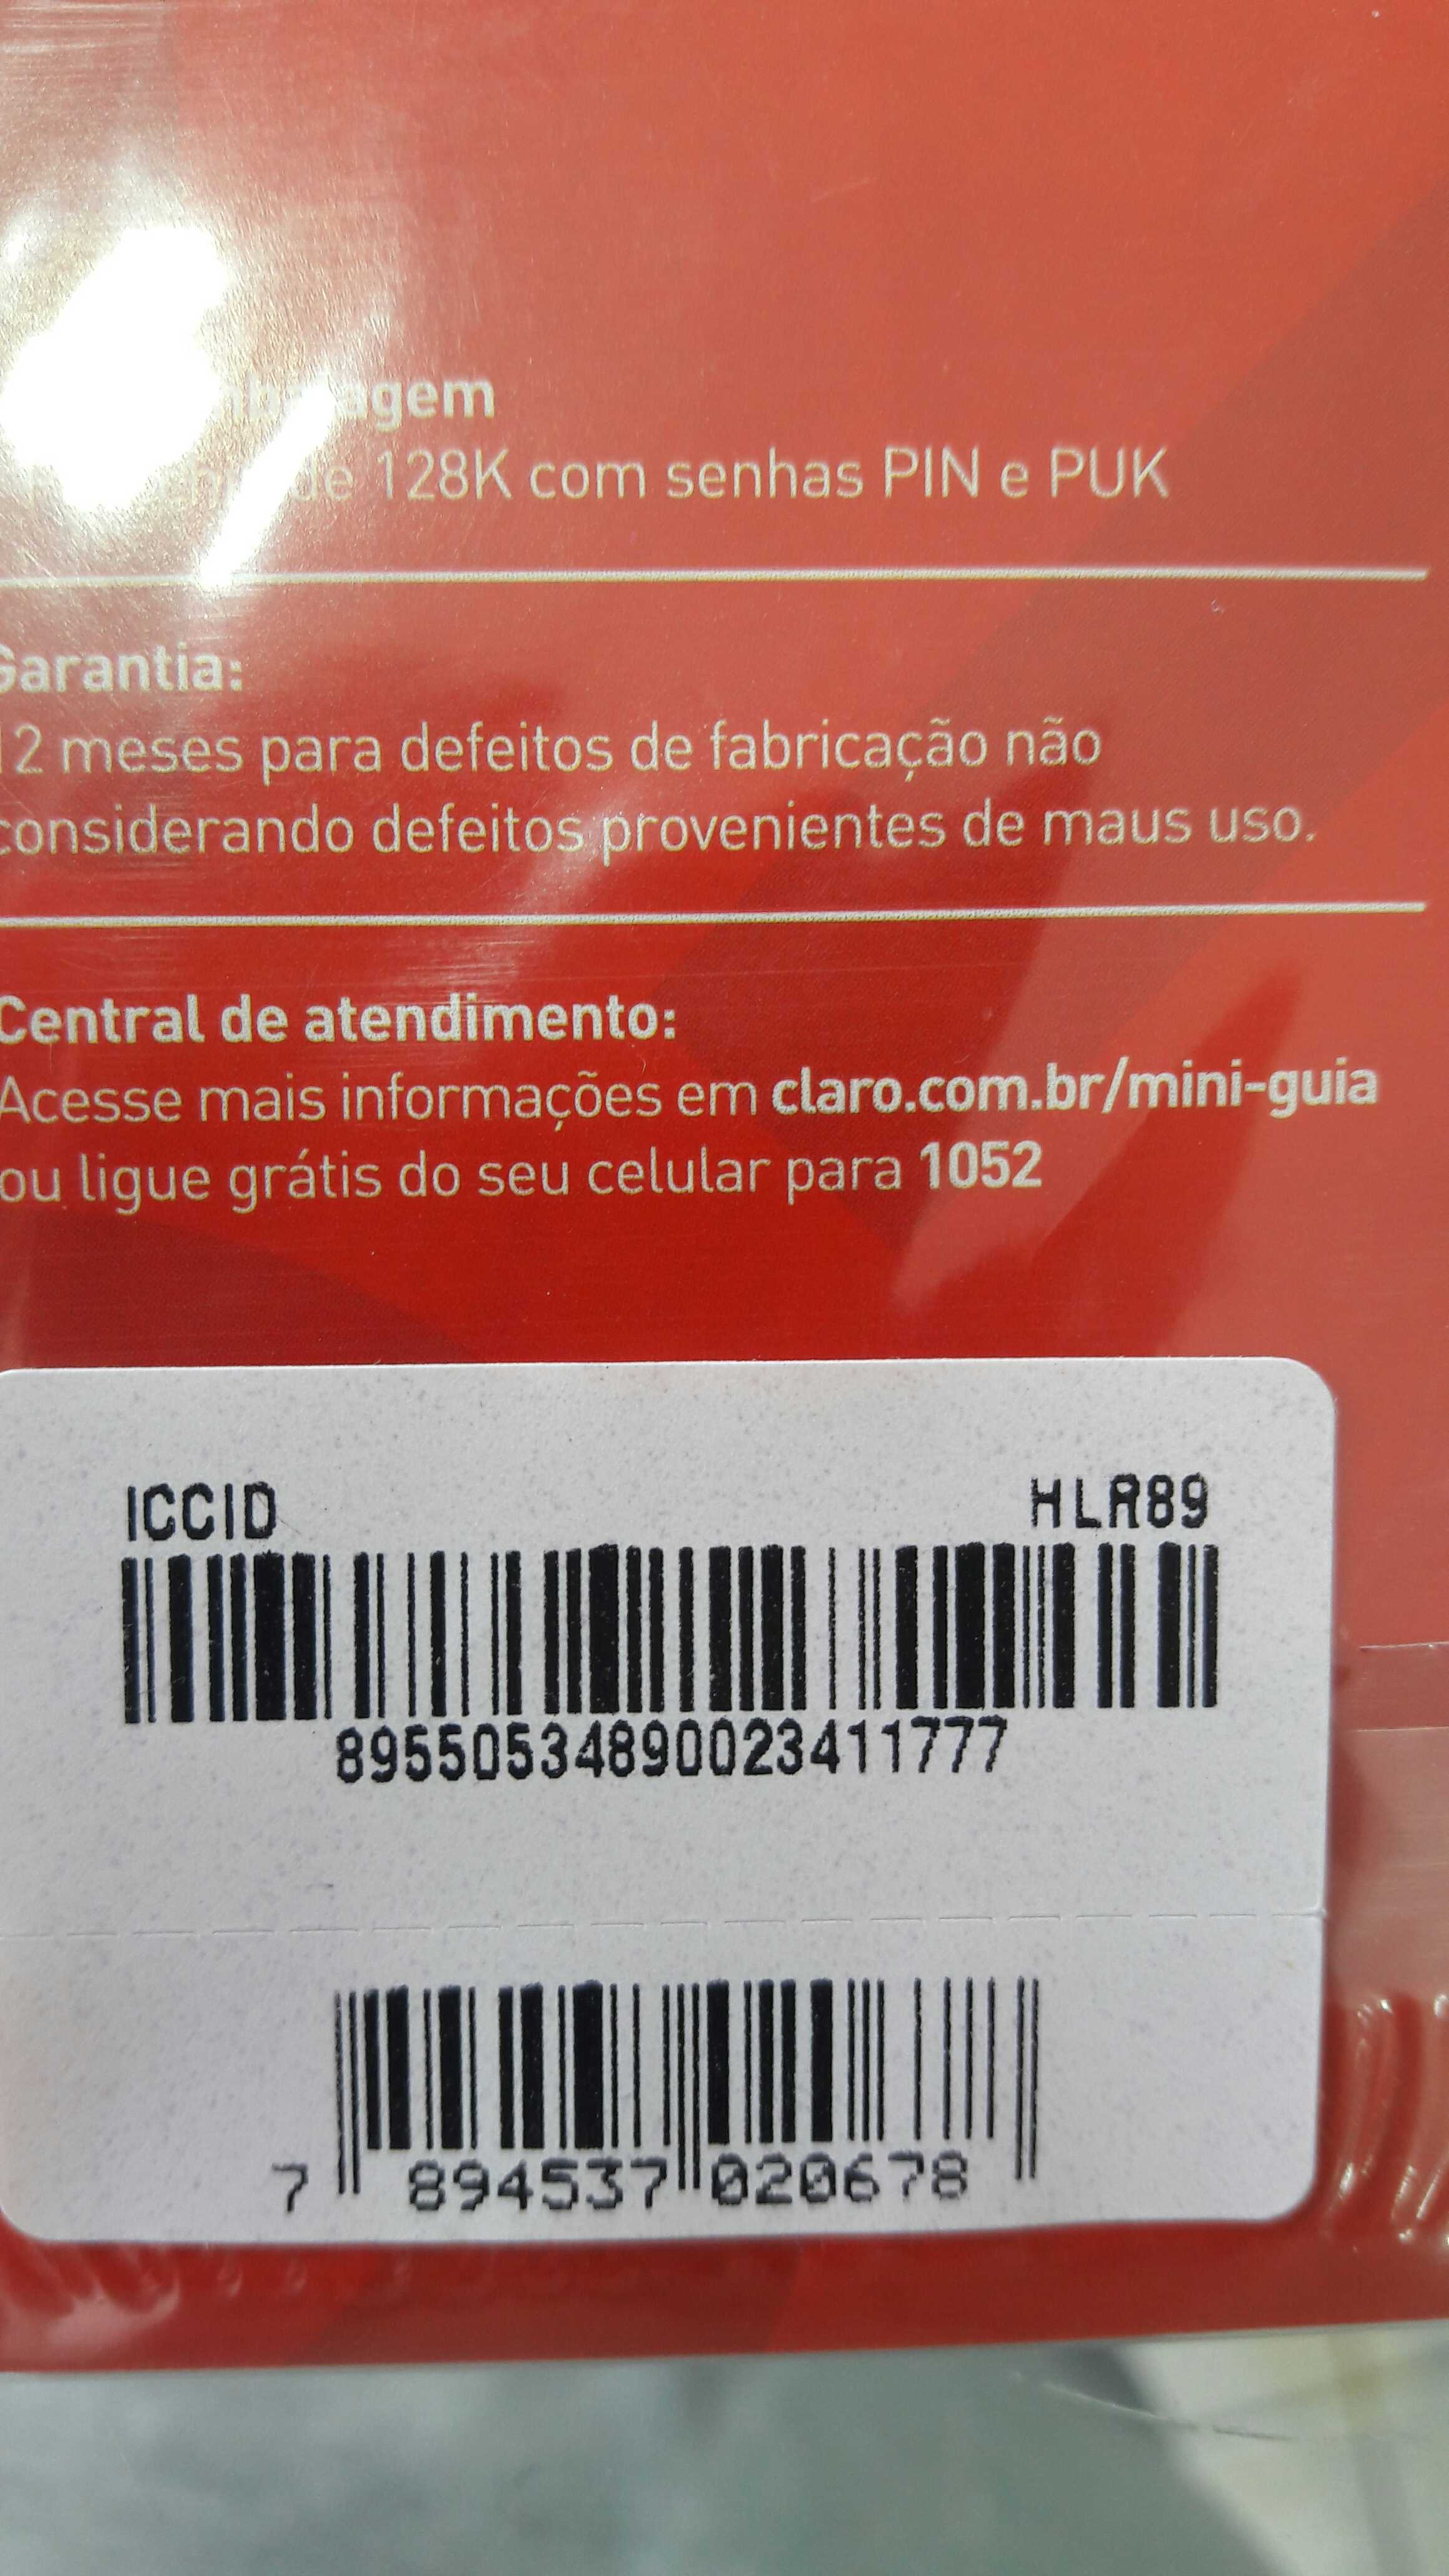 de 128K com senhas PIN e PUK
Garantia:
12 meses para defeitos de fabricação não
considerando defeitos provenientes de maus uso.
Central de atendimento:
Acesse mais informações em claro.com.br/mini-guia
ou ligue grátis do seu celular para 1052
ICCID HLR89
89550534890023411777
7 894537 020678